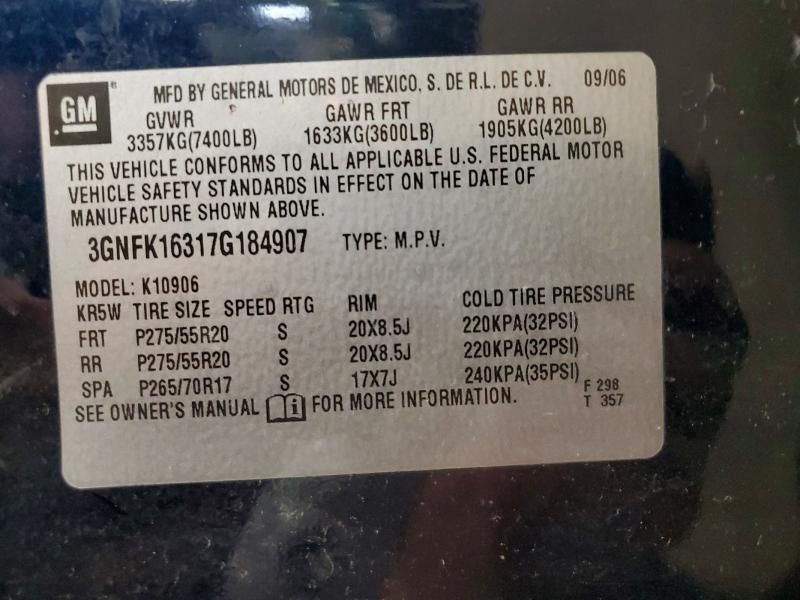 GM ® MFD BY GENERAL MOTORS DE MEXICO, S. DE R.L. DE C.V. 09/06
GVWR GAWR FRT GAWR RR
3357KG(7400LB) 1633KG(3600LB) 1905KG(4200LB)
THIS VEHICLE CONFORMS TO ALL APPLICABLE U.S. FEDERAL MOTOR
VEHICLE SAFETY STANDARDS IN EFFECT ON THE DATE OF
MANUFACTURE SHOWN ABOVE.
3GNFK16317G184907 TYPE: M.P.V.
MODEL: K10906
KR5W TIRE SIZE SPEED RTG RIM COLD TIRE PRESSURE
FRT P275/55R20 S 20X8.5J 220KPA(32PSI)
RR P275/55R20 S 20X8.5J 220KPA(32PSI)
SPA P265/70R17 S 17X7J 240KPA(35PSI)
SEE OWNER'S MANUAL i FOR MORE INFORMATION.
F 298
T 357